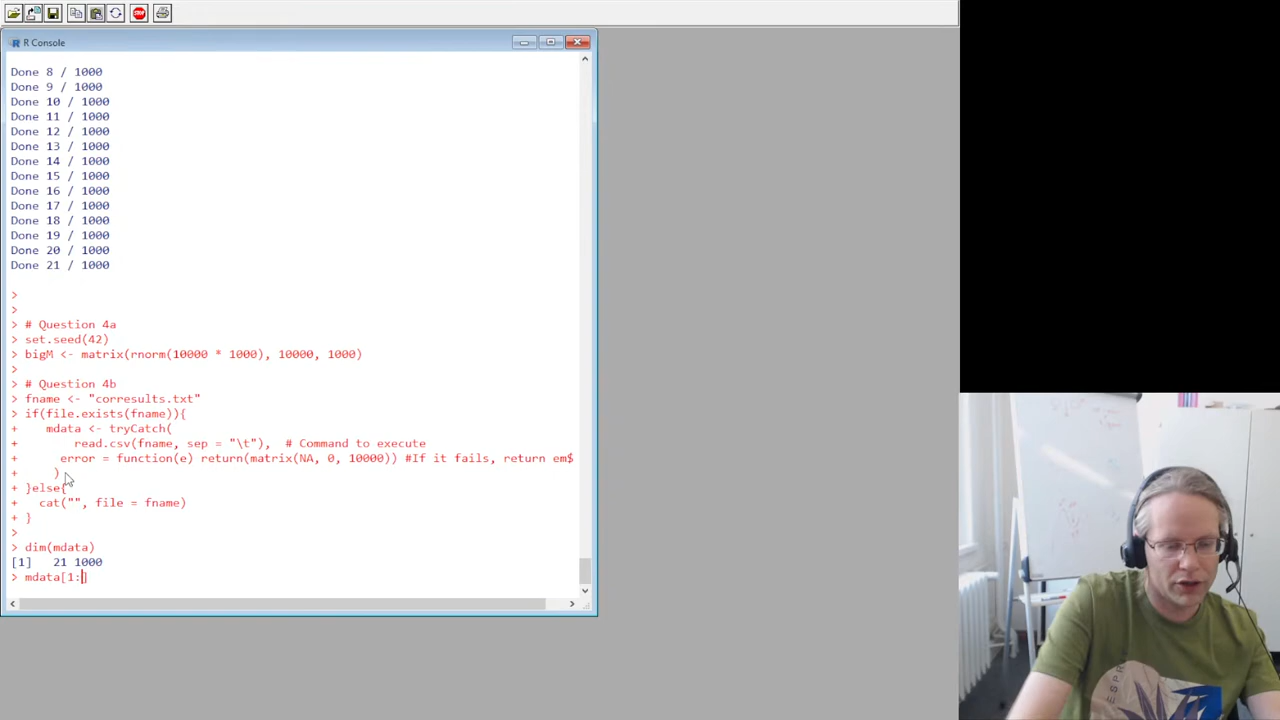 R Console
Done 8 / 1000
Done 9 / 1000
Done 10 / 1000
Done 11 / 1000
Done 12 / 1000
Done 13 / 1000
Done 14 / 1000
Done 15 / 1000
Done 16 / 1000
Done 17 / 1000
Done 18 / 1000
Done 19 / 1000
Done 20 / 1000
Done 21 / 1000
>
>
> # Question 4a
> set.seed(42)
> bigM <- matrix(rnorm(10000 * 1000), 10000, 1000)
>
> # Question 4b
> fname <- "corresults.txt"
> if(file.exists(fname)){
+ mdata <- tryCatch(
+ read.csv(fname, sep = "\t"), # Command to execute
+ error = function(e) return(matrix(NA, 0, 10000)) #If it fails, return em$
+ )
+ }else{
+ cat("", file = fname)
+ }
>
> dim(mdata)
[1] 21 1000
> mdata[1:]
STOP
ESPR